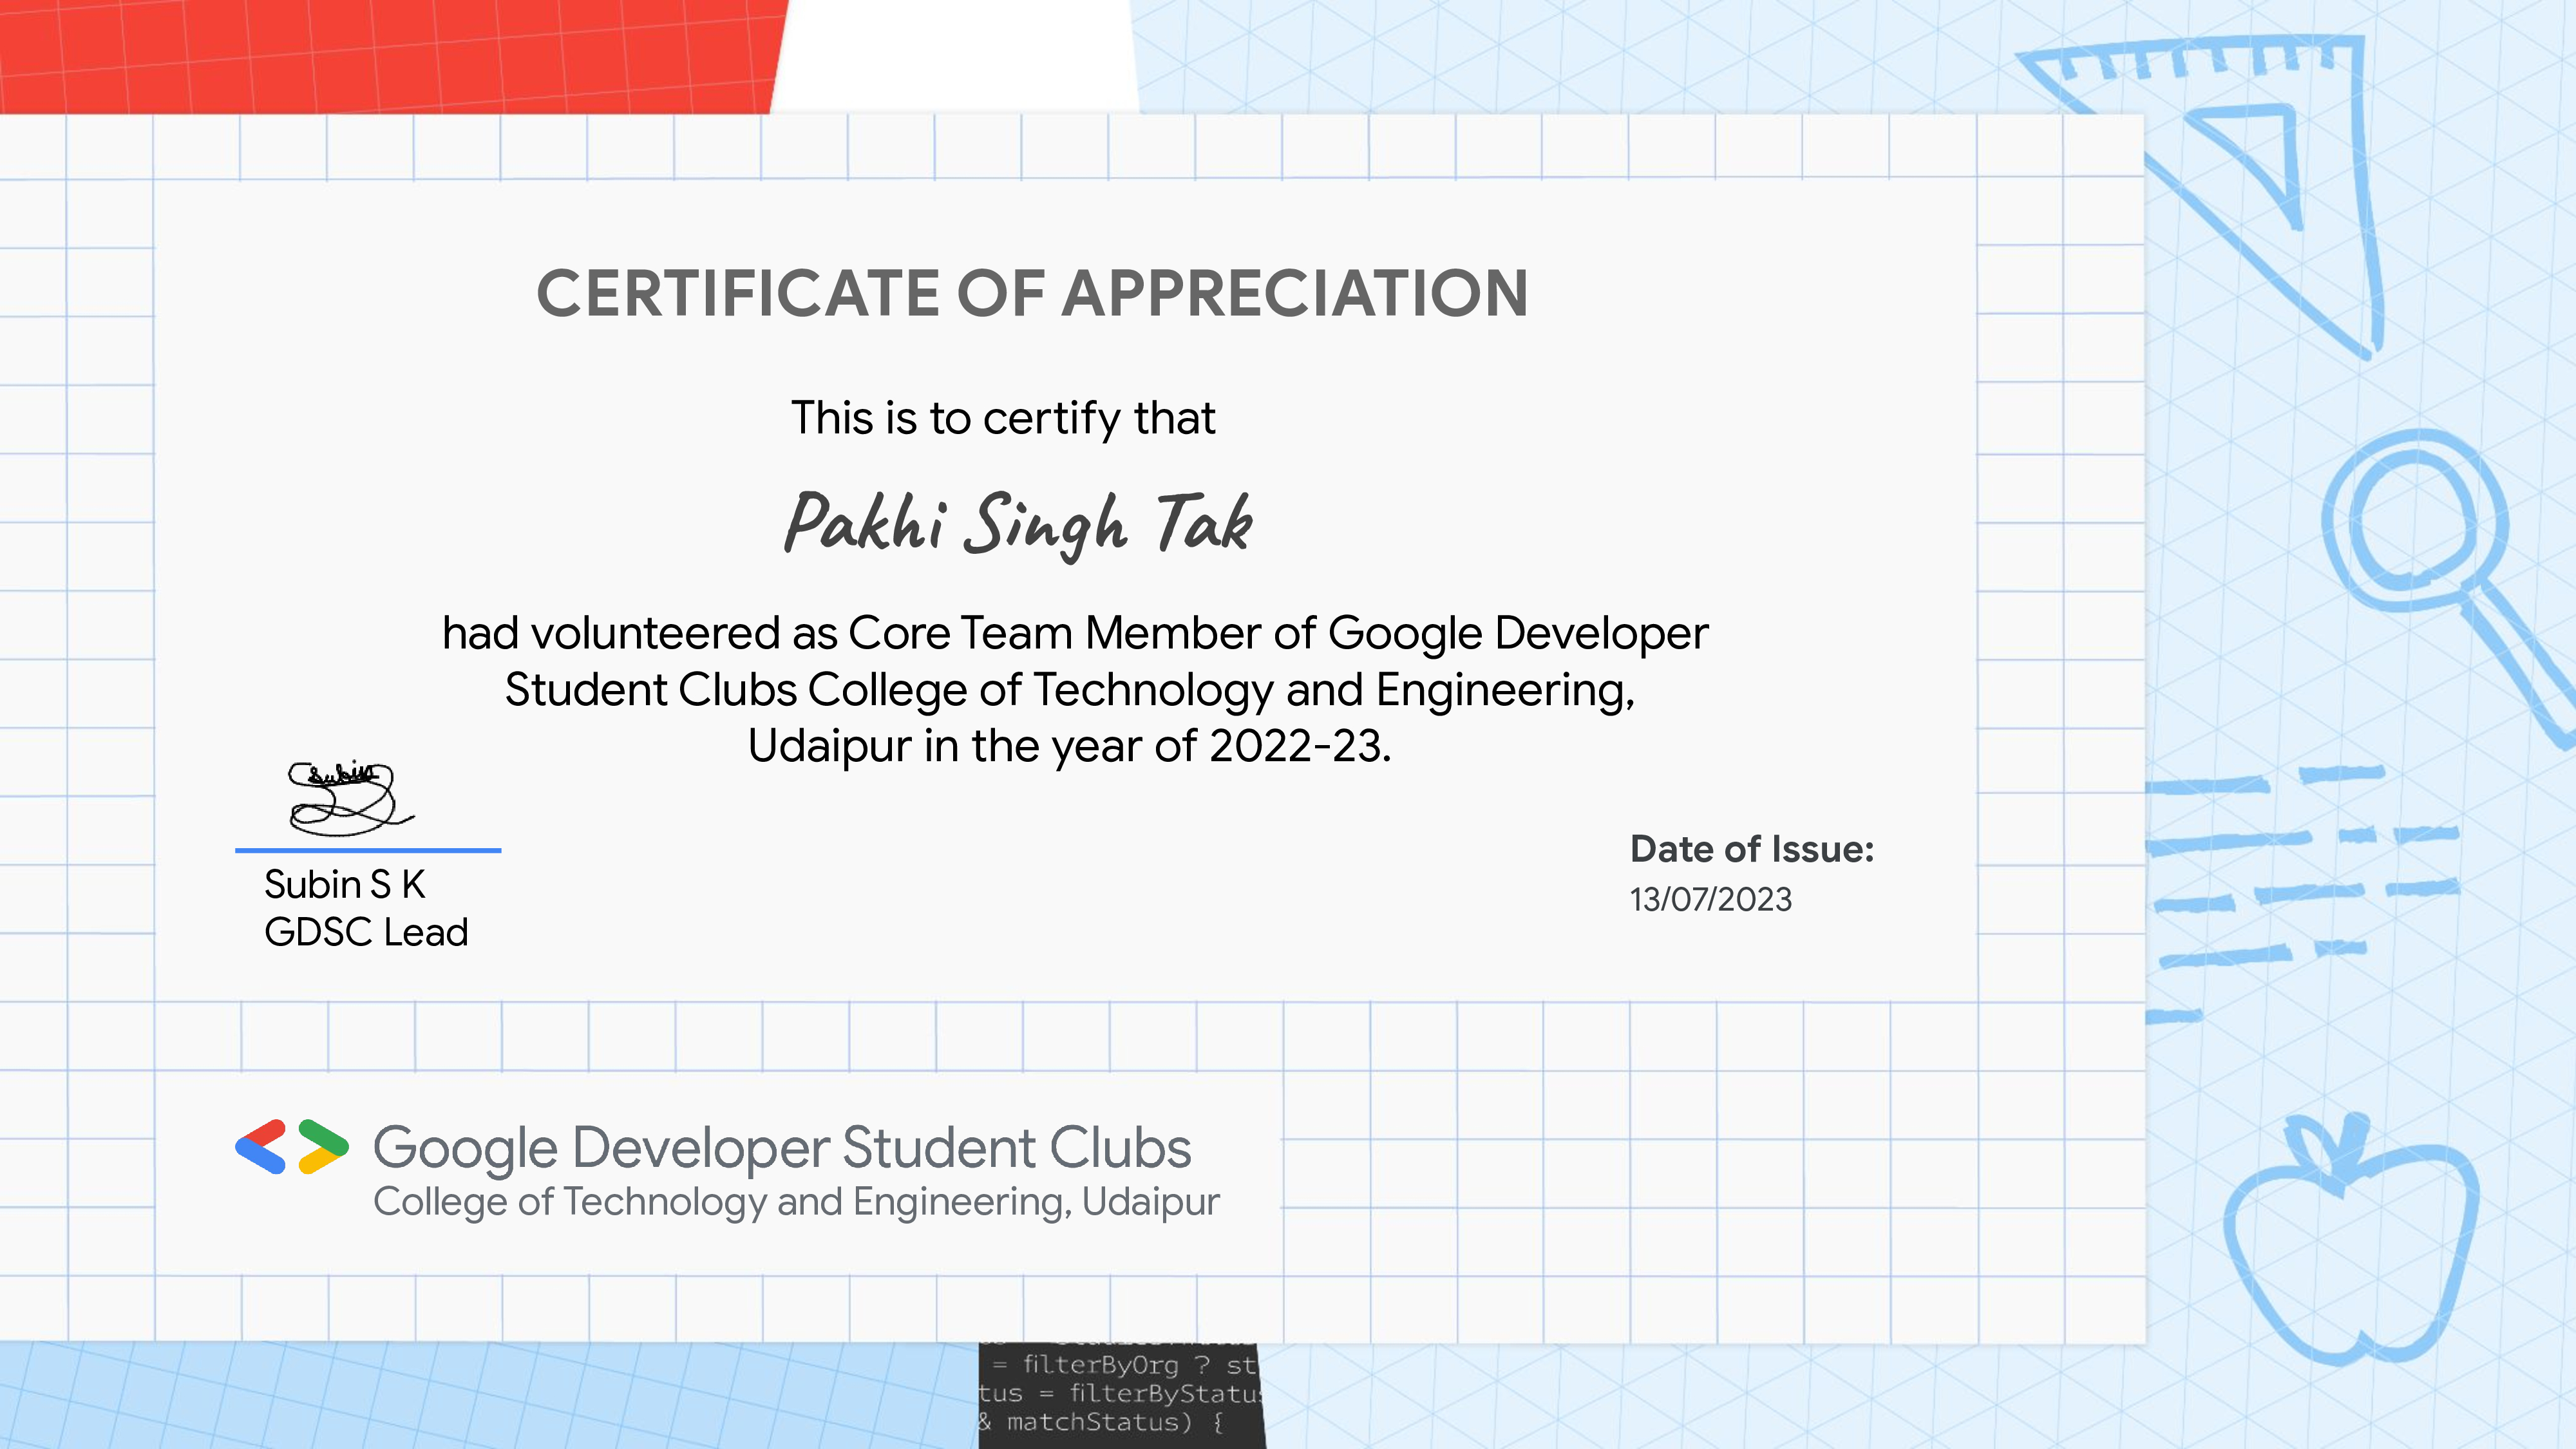 CERTIFICATE OF APPRECIATION
This is to certify that
Pakhi Singh Tak
had volunteered as Core Team Member of Google Developer
Student Clubs College of Technology and Engineering,
Udaipur in the year of 2022-23.
Subin
Subin S K
GDSC Lead
Date of Issue:
13/07/2023
Google Developer Student Clubs
College of Technology and Engineering, Udaipur
= filterByOrg ? st
tus = filterByStatus
& matchStatus) {